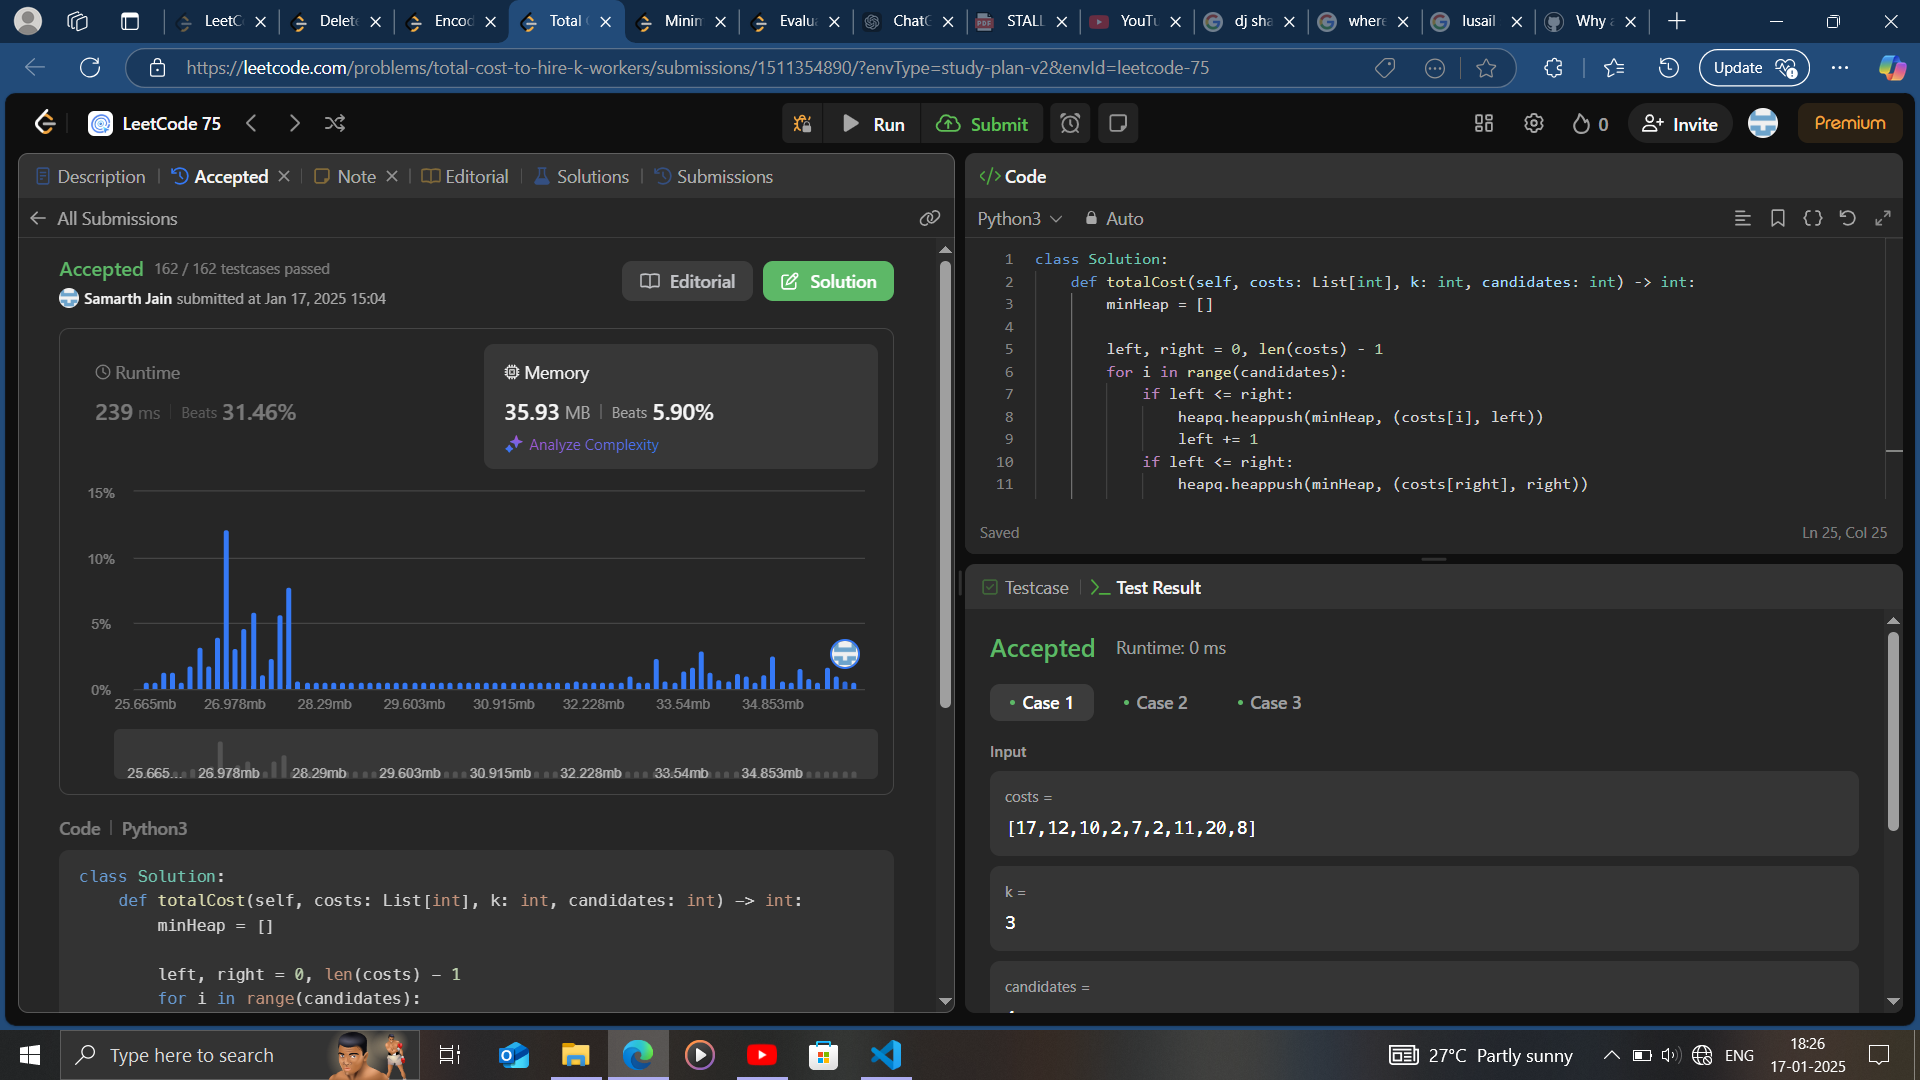 LeetC
Delete
Encod
Total
Minim
Evalua
ChatG
STALL
YouTu
dj sha
where
lusail
Why a
https://leetcode.com/problems/total-cost-to-hire-k-workers/submissions/1511354890/?envType=study-plan-v2&envId=leetcode-75
Update
LeetCode 75
Run
Submit
0
Invite
Premium
Description
Accepted
Note
Editorial
Solutions
Submissions
All Submissions
Accepted 162 / 162 testcases passed
Samarth Jain submitted at Jan 17, 2025 15:04
Editorial
Solution
Runtime
239 ms | Beats 31.46%
Memory
35.93 MB | Beats 5.90%
Analyze Complexity
15%
10%
5%
0%
25.665mb 26.978mb 28.29mb 29.603mb 30.915mb 32.228mb 33.54mb 34.853mb
25.665... 26.978mb 28.29mb 29.603mb 30.915mb 32.228mb 33.54mb 34.853mb
Code | Python3
class Solution:
def totalCost(self, costs: List[int], k: int, candidates: int) -> int:
minHeap = []
left, right = 0, len(costs) - 1
for i in range(candidates):
</> Code
Python3
Auto
1 class Solution:
2 def totalCost(self, costs: List[int], k: int, candidates: int) -> int:
3 minHeap = []
4
5 left, right = 0, len(costs) - 1
6 for i in range(candidates):
7 if left <= right:
8 heapq.heappush(minHeap, (costs[i], left))
9 left += 1
10 if left <= right:
11 heapq.heappush(minHeap, (costs[right], right))
Saved
Ln 25, Col 25
Testcase
Test Result
Accepted Runtime: 0 ms
Case 1
Case 2
Case 3
Input
costs =
[17,12,10,2,7,2,11,20,8]
k =
3
candidates =
Type here to search
27°C Partly sunny
ENG
18:26
17-01-2025